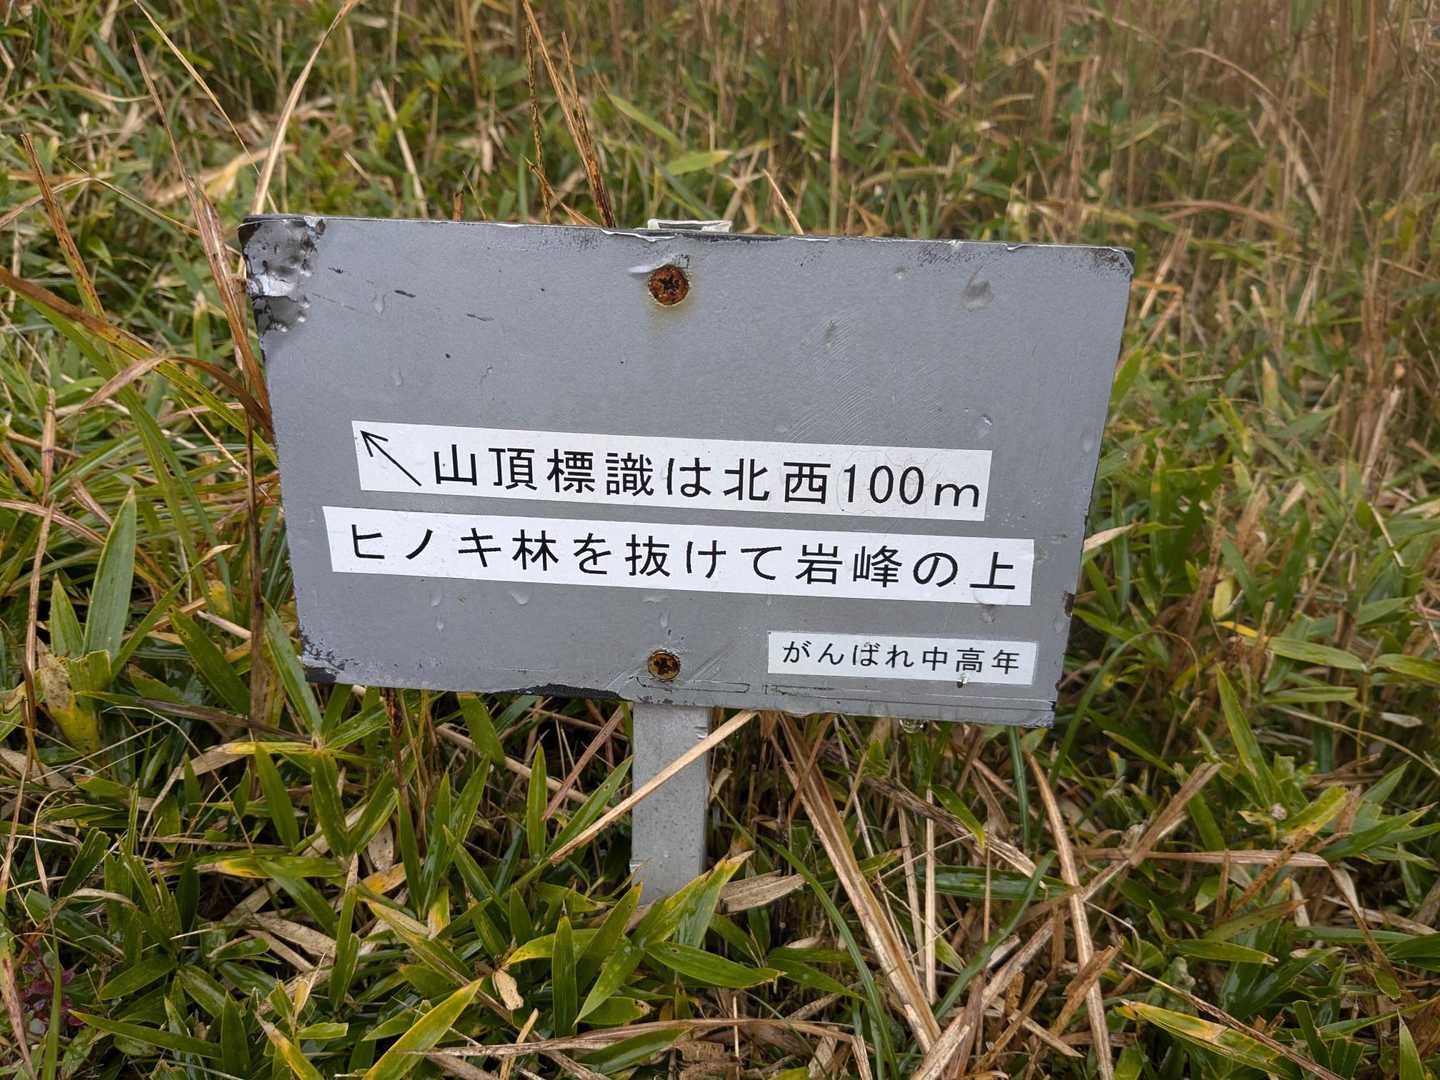 ↖山頂標識は北西100m
ヒノキ林を抜けて岩峰の上
がんばれ中高年